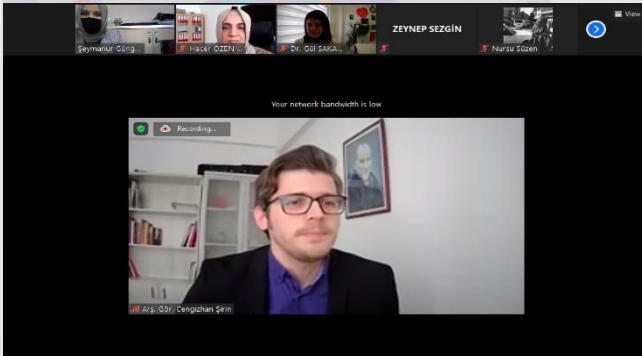 View
Şeymanur Güng...
Hacer ÖZEN ...
Dr. Gül SAKA...
ZEYNEP SEZGİN
Nursu Süzen
Your network bandwidth is low
Recording...
Arş. Gör. Cengizhan Şirin